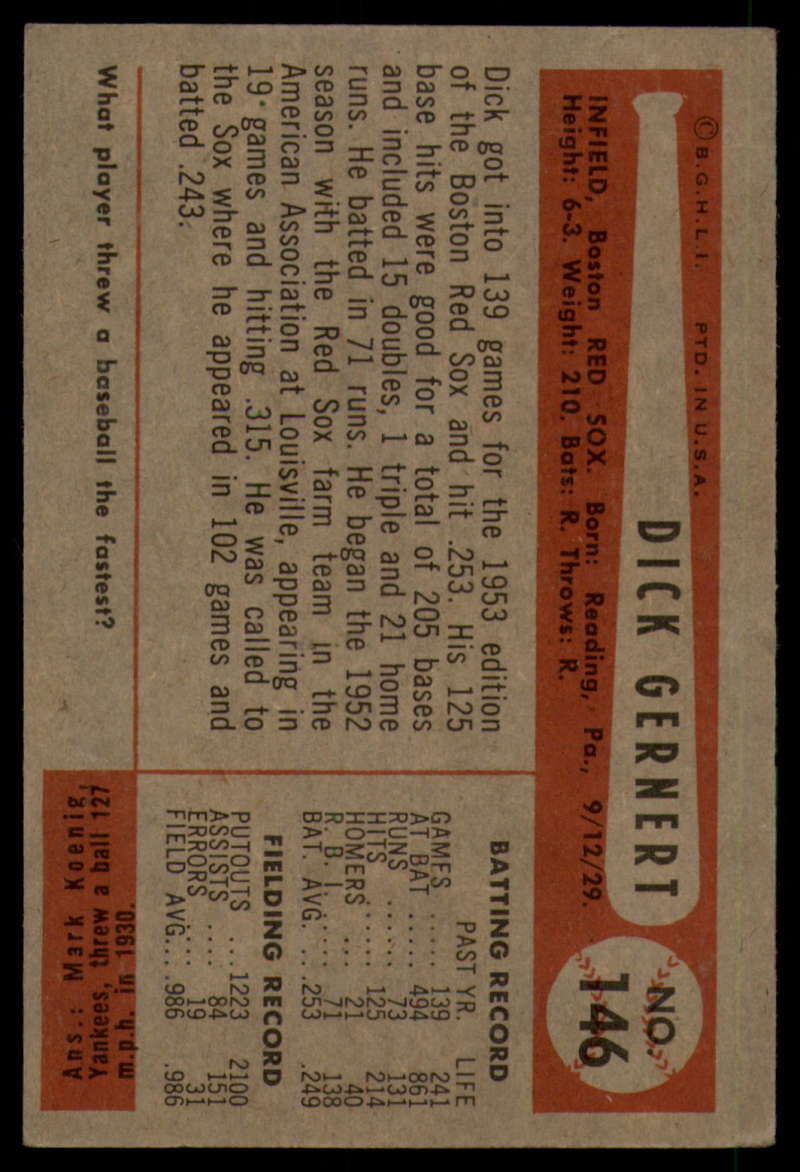 © B.G.H.L.I. PTD. IN U.S.A.
DICK GERNERT
NO.
146
INFIELD, Boston RED SOX. Born: Reading, Pa., 9/12/29.
Height: 6-3. Weight: 210. Bats: R. Throws: R.
Dick got into 139 games for the 1953 edition
of the Boston Red Sox and hit .253. His 125
base hits were good for a total of 205 bases
and included 15 doubles, 1 triple and 21 home
runs. He batted in 71 runs. He began the 1952
season with the Red Sox farm team in the
American Association at Louisville, appearing in
19 games and hitting .315. He was called to
the Sox where he appeared in 102 games and
batted .243.
BATTING RECORD
PAST YR. LIFE
GAMES ..... 139 241
AT BAT ...... 494 861
RUNS ...... 73 131
HITS ...... 125 214
HOMERS ... 21 40
R. B. I. .... 71 138
BAT. AVG. ... .253 .249
FIELDING RECORD
PUTOUTS ... 1223 2100
ASSISTS .... 84 151
ERRORS .... 19 31
FIELD AVG... .986 .986
What player threw a baseball the fastest?
Ans.: Mark Koenig,
Yankees, threw a ball 127
m.p.h. in 1930.